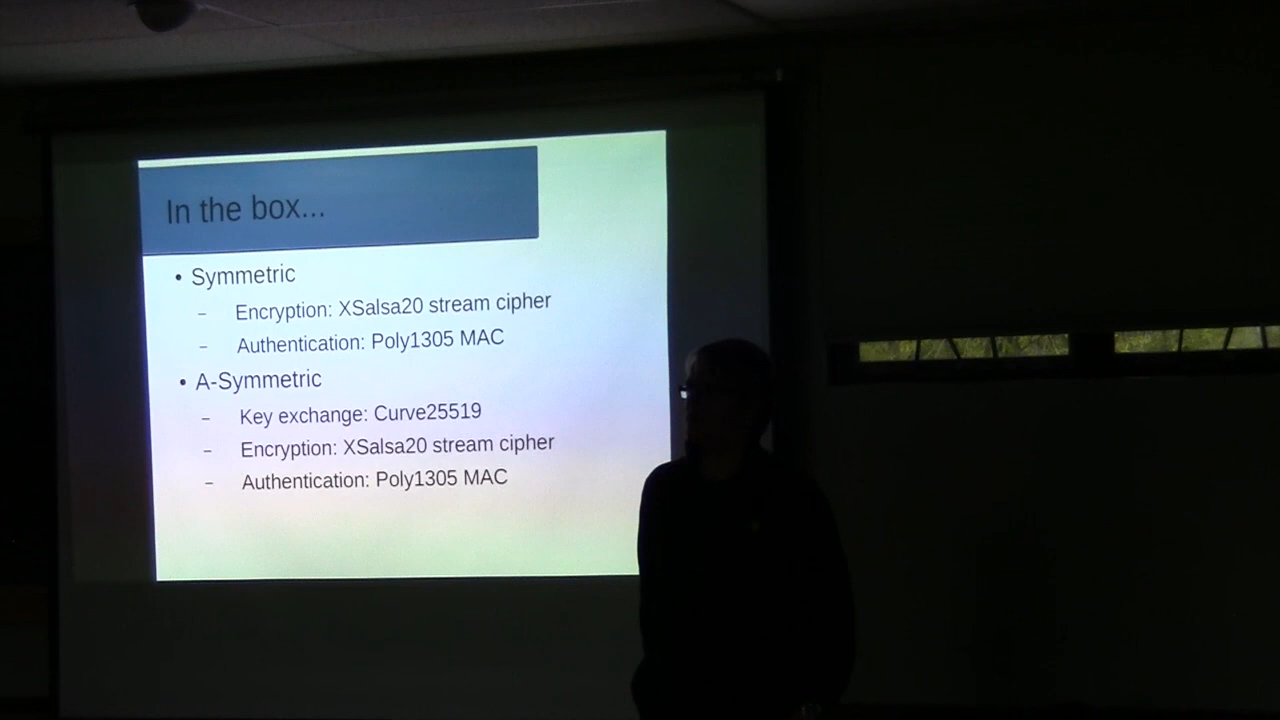 In the box...
• Symmetric
– Encryption: XSalsa20 stream cipher
– Authentication: Poly1305 MAC
• A-Symmetric
– Key exchange: Curve25519
– Encryption: XSalsa20 stream cipher
– Authentication: Poly1305 MAC